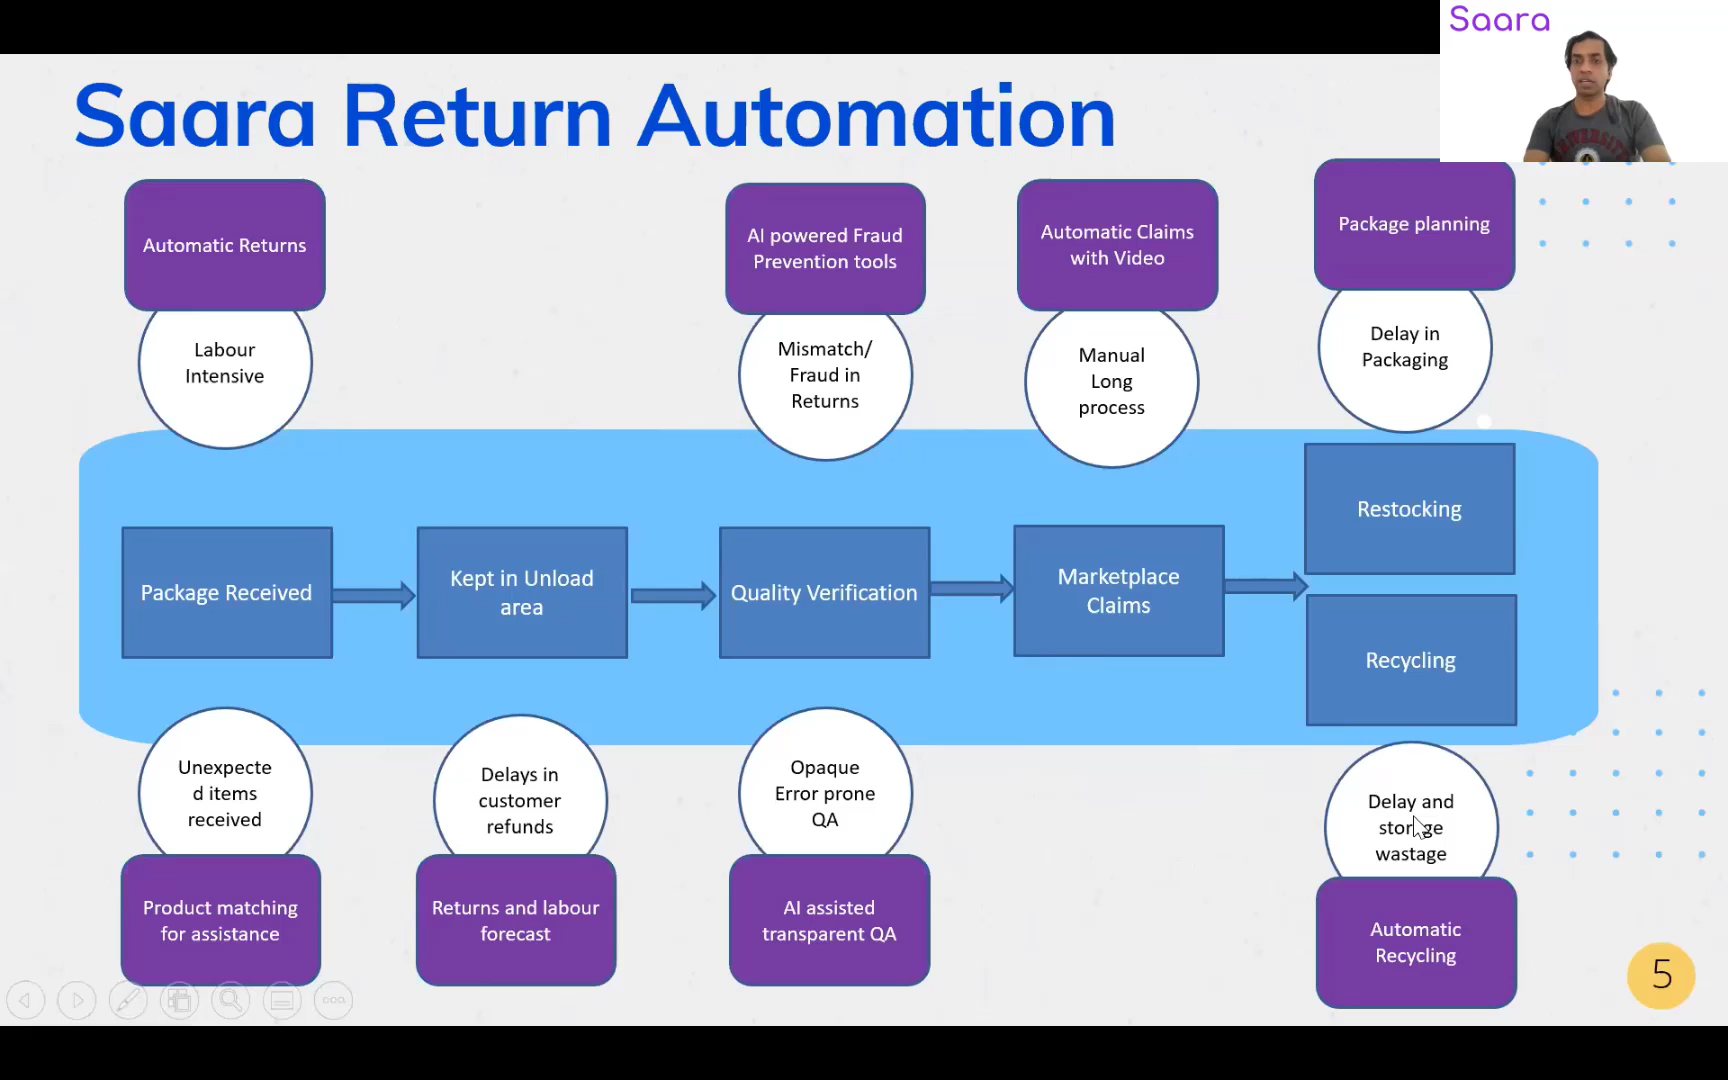 Saara
Saara Return Automation
Automatic Returns
AI powered Fraud
Prevention tools
Automatic Claims
with Video
Package planning
Labour
Intensive
Mismatch/
Fraud in
Returns
Manual
Long
process
Delay in
Packaging
Package Received
Kept in Unload
area
Quality Verification
Marketplace
Claims
Restocking
Recycling
Unexpecte
d items
received
Delays in
customer
refunds
Opaque
Error prone
QA
Delay and
storage
wastage
Product matching
for assistance
Returns and labour
forecast
AI assisted
transparent QA
Automatic
Recycling
5